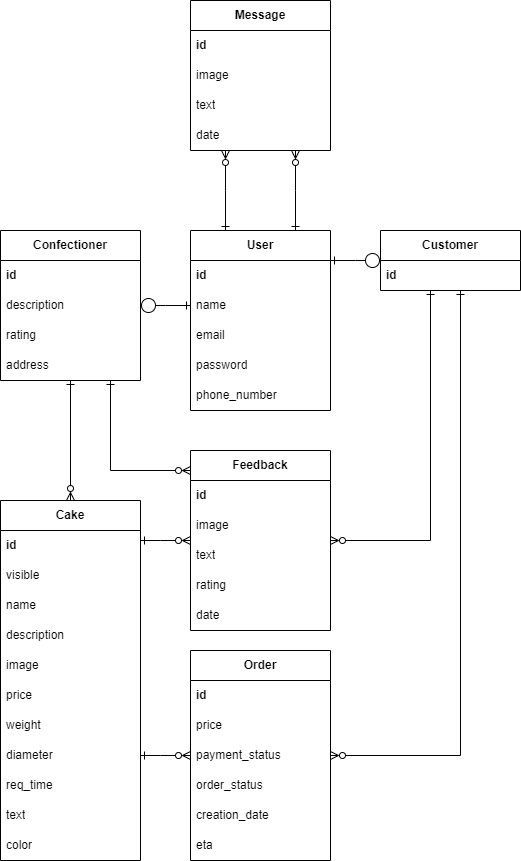 Message
id
image
text
date
Confectioner
id
description
rating
address
User
id
name
email
password
phone_number
Customer
id
Feedback
id
image
text
rating
date
Cake
id
visible
name
description
image
price
weight
diameter
req_time
text
color
Order
id
price
payment_status
order_status
creation_date
eta